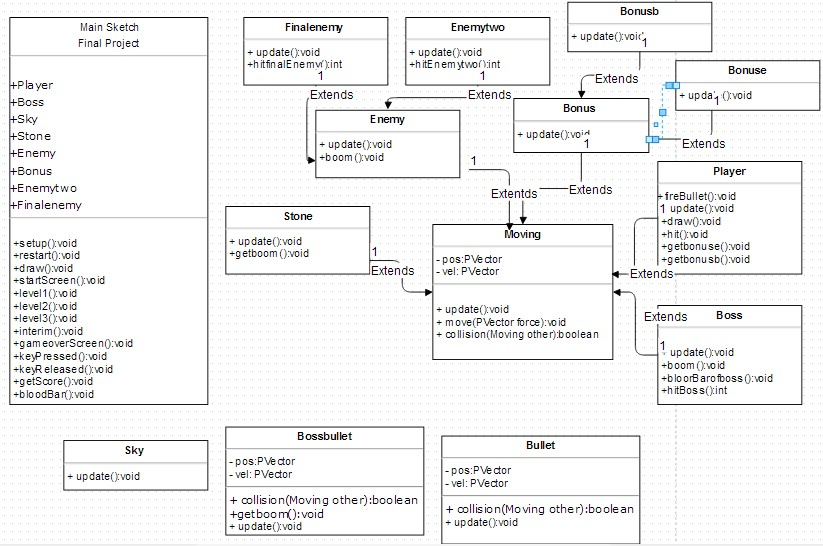 Main Sketch
Final Project
+Player
+Boss
+Sky
+Stone
+Enemy
+Bonus
+Enemytwo
+Finalenemy
+setup():void
+restart():void
+draw():void
+startScreen():void
+level1():void
+level2():void
+level3():void
+interim():void
+gameoverScreen():void
+keyPressed():void
+keyReleased():void
+getScore():void
+bloodBar():void
Finalenemy
+ update():void
+hitfinalEnemy():int
1
Extends
Enemytwo
+ update():void
+hitEnemytwo():int
1
Extends
Bonusb
+ update():void
1
Extends
Bonuse
+ update():void
1
Extends
Enemy
+ update():void
+boom():void
1
Extentds
Bonus
+ update():void
1
Extends
Player
+fireBullet():void
1 update():void
+draw():void
+hit():void
+getbonuse():void
+getbonusb():void
Extends
Stone
+ update():void
+getboom():void
1
Extends
Moving
- pos:PVector
- vel: PVector
+ update():void
+ move(PVector force):void
+ collision(Moving other):boolean
Extends
Boss
1 update():void
+boom():void
+bloorBarofboss():void
+hitBoss():int
Sky
+ update():void
Bossbullet
- pos:PVector
- vel: PVector
+ collision(Moving other):boolean
+getboom():void
+ update():void
Bullet
- pos:PVector
- vel: PVector
+ collision(Moving other):boolean
+ update():void